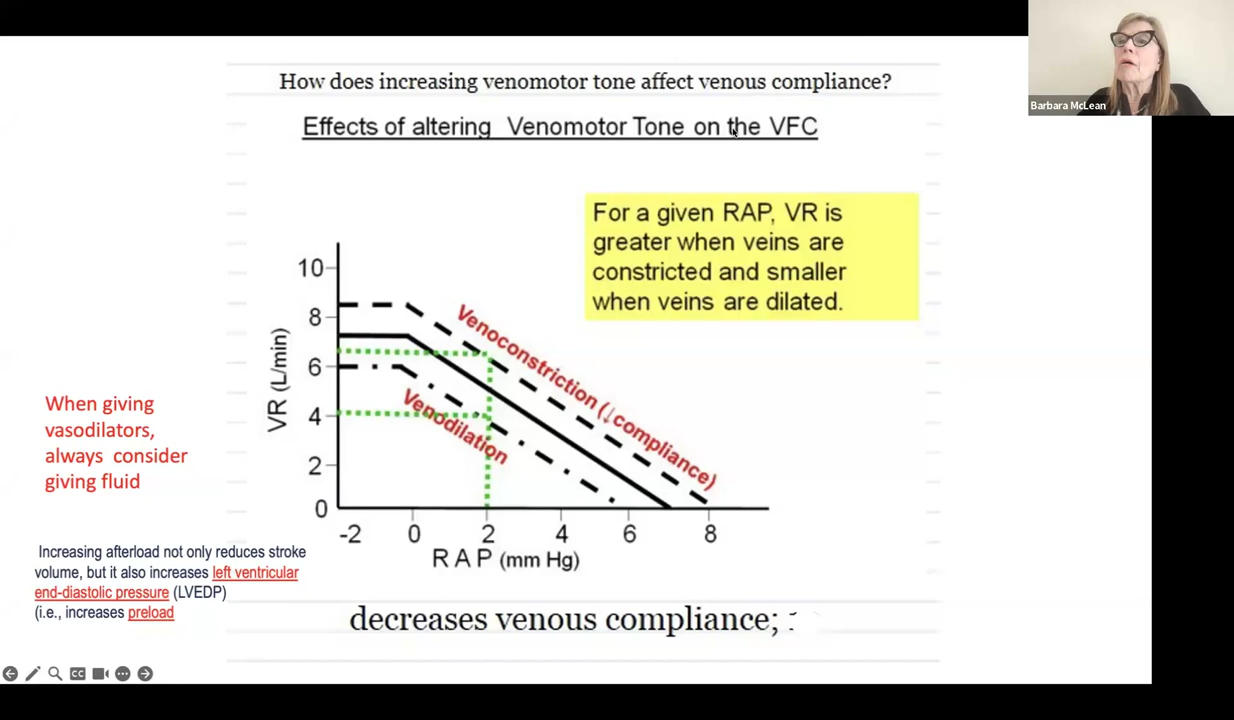 Barbara McLean
How does increasing venomotor tone affect venous compliance?
Effects of altering Venomotor Tone on the VFC
For a given RAP, VR is
greater when veins are
constricted and smaller
when veins are dilated.
10
8
6
4
2
0
VR (L/min)
Venoconstriction (↓compliance)
Venodilation
-2 0 2 4 6 8
RAP (mm Hg)
When giving
vasodilators,
always consider
giving fluid
Increasing afterload not only reduces stroke
volume, but it also increases left ventricular
end-diastolic pressure (LVEDP)
(i.e., increases preload
decreases venous compliance;
CC